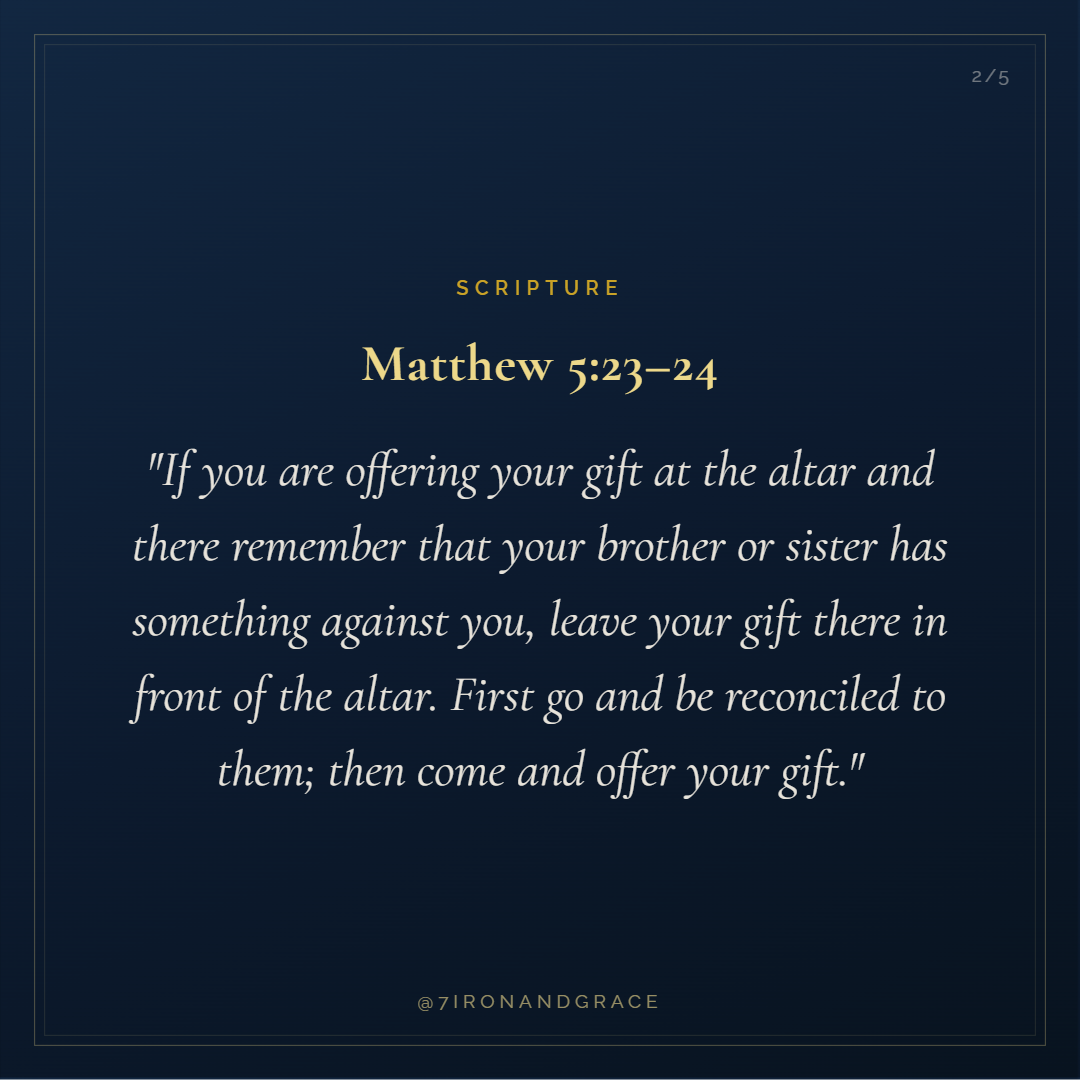 2/5
SCRIPTURE
Matthew 5:23–24
"If you are offering your gift at the altar and
there remember that your brother or sister has
something against you, leave your gift there in
front of the altar. First go and be reconciled to
them; then come and offer your gift."
@7IRONANDGRACE